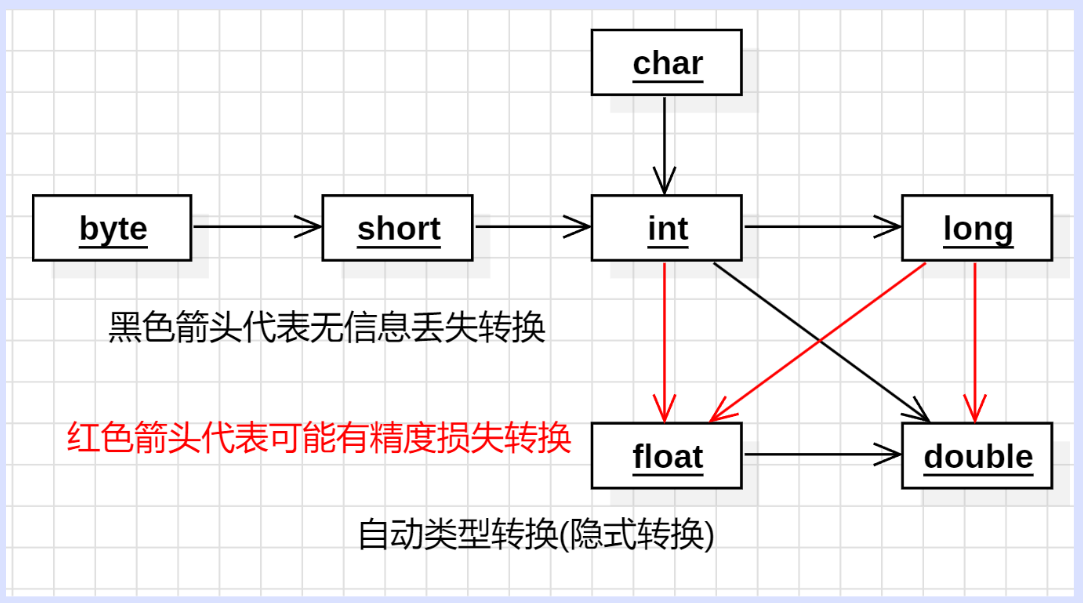 char
byte
short
int
long
黑色箭头代表无信息丢失转换
红色箭头代表可能有精度损失转换
float
double
自动类型转换(隐式转换)